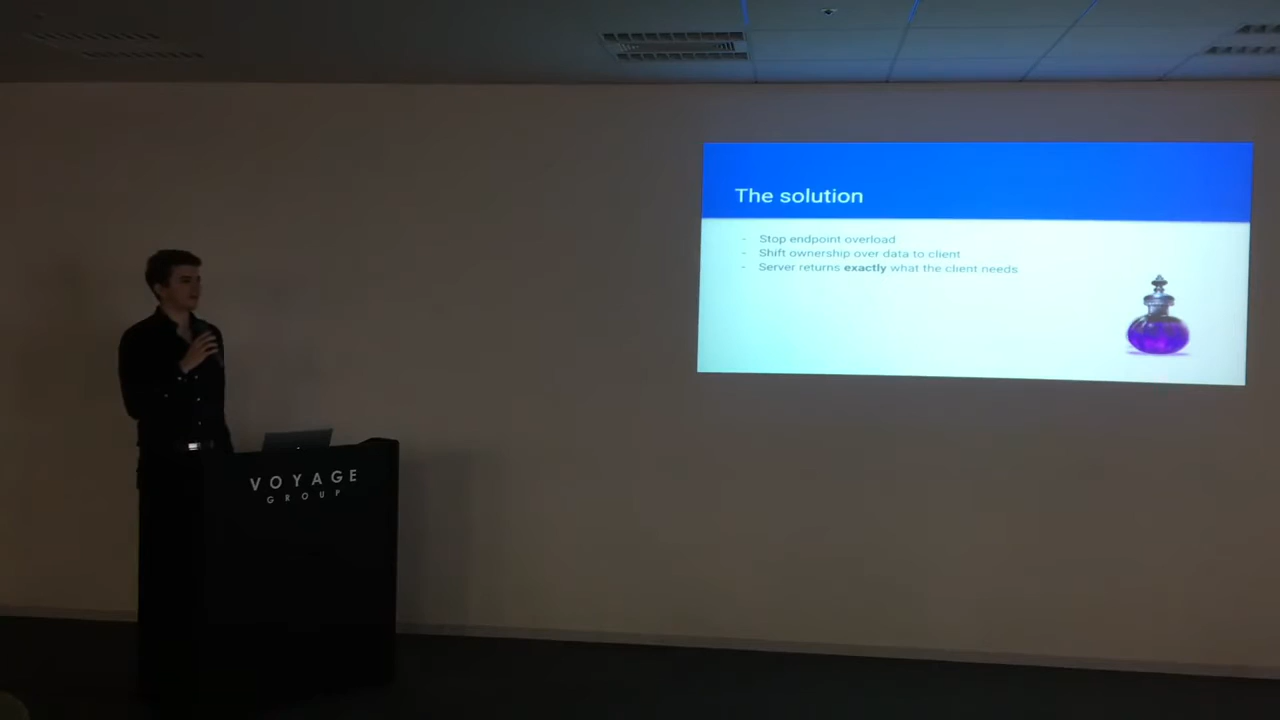 The solution
- Stop endpoint overload
- Shift ownership over data to client
- Server returns exactly what the client needs
VOYAGE
GROUP